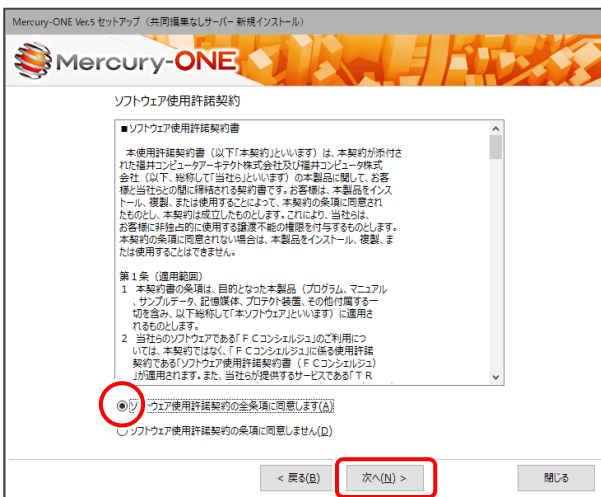 Mercury-ONE Ver.5 セットアップ（共同編集なしサーバー 新規インストール）
Mercury-ONE
ソフトウェア使用許諾契約
■ソフトウェア使用許諾契約書
本使用許諾契約書（以下「本契約」といいます）は、本契約が添付さ
れた福井コンピュータアーキテクト株式会社及び福井コンピュータ株式
会社（以下、総称して「当社ら」といいます）の本製品に関して、お客
様と当社らとの間に締結される契約書です。お客様は、本製品をインス
トール、複製、または使用することによって、本契約の条項に同意され
たものとし、本契約は成立したものとします。これにより、当社らは、
お客様に非独占的に使用する譲渡不能の権限を付与するものとします。
本契約の条項に同意されない場合は、本製品をインストール、複製、ま
たは使用することはできません。
第１条（適用範囲）
１ 本契約書の条項は、目的となった本製品（プログラム、マニュアル
、サンプルデータ、記憶媒体、プロテクト装置、その他付属する一
切を含み、以下総称して「本ソフトウェア」といいます）に適用さ
れるものとします。
２ 当社らのソフトウェアである「ＦＣコンシェルジュ」のご利用につ
いては、本契約ではなく、「ＦＣコンシェルジュ」に係る使用許諾
契約である「ソフトウェア使用許諾契約書（ＦＣコンシェルジュ）
」が適用されます。また、当社らが提供するサービスである「ＴＲ
ソフトウェア使用許諾契約の全条項に同意します(A)
ソフトウェア使用許諾契約の条項に同意しません(D)
< 戻る(B)
次へ(N) >
閉じる